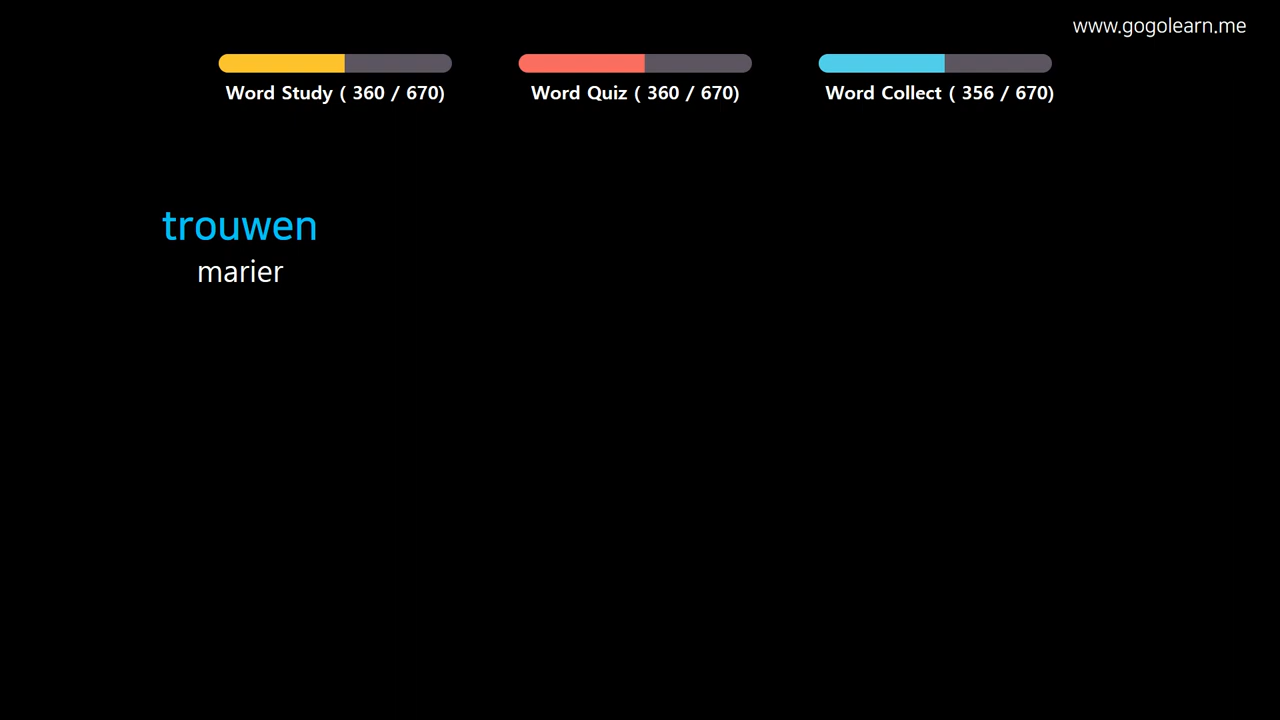 www.gogolearn.me
Word Study ( 360 / 670)
Word Quiz ( 360 / 670)
Word Collect ( 356 / 670)
trouwen
marier